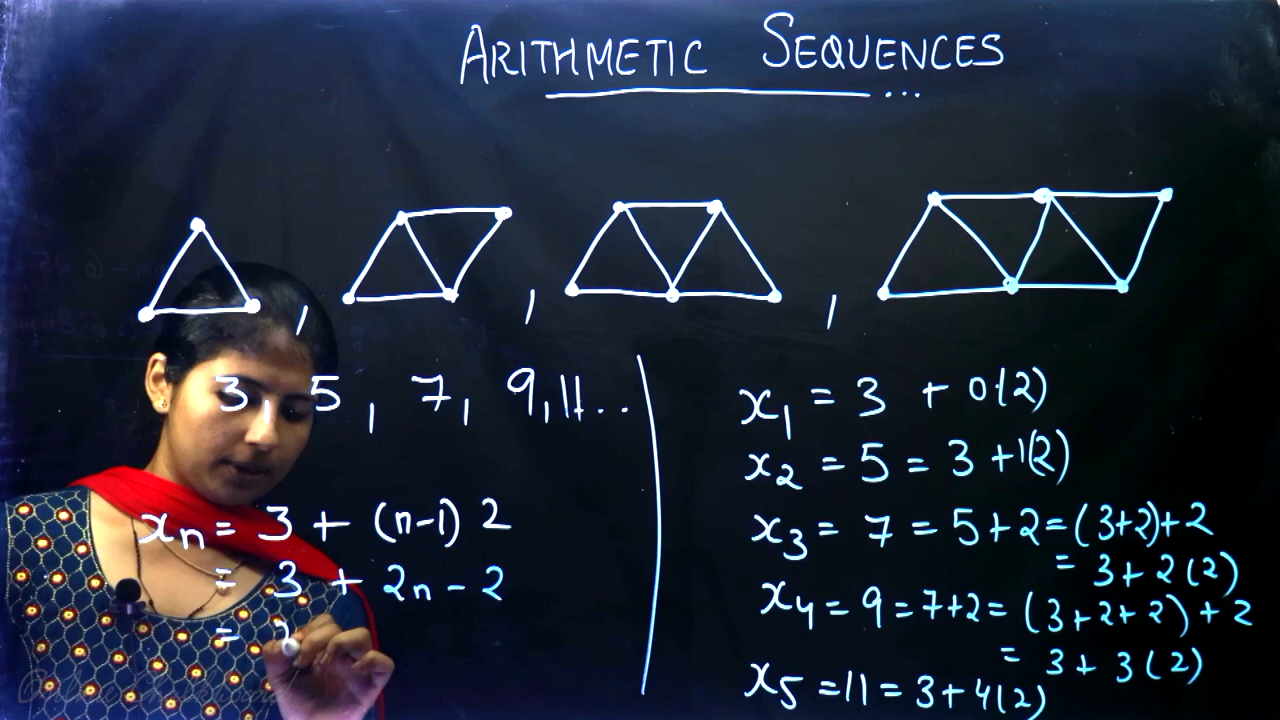 ARITHMETIC SEQUENCES
...
, , ,
3, 5, 7, 9, 11...
xₙ = 3 + (n-1) 2
= 3 + 2n - 2
=
x₁ = 3 + 0(2)
x₂ = 5 = 3 + 1(2)
x₃ = 7 = 5+2 = (3+2)+2
= 3 + 2(2)
x₄ = 9 = 7+2 = (3+2+2) + 2
= 3 + 3(2)
x₅ = 11 = 3 + 4(2)